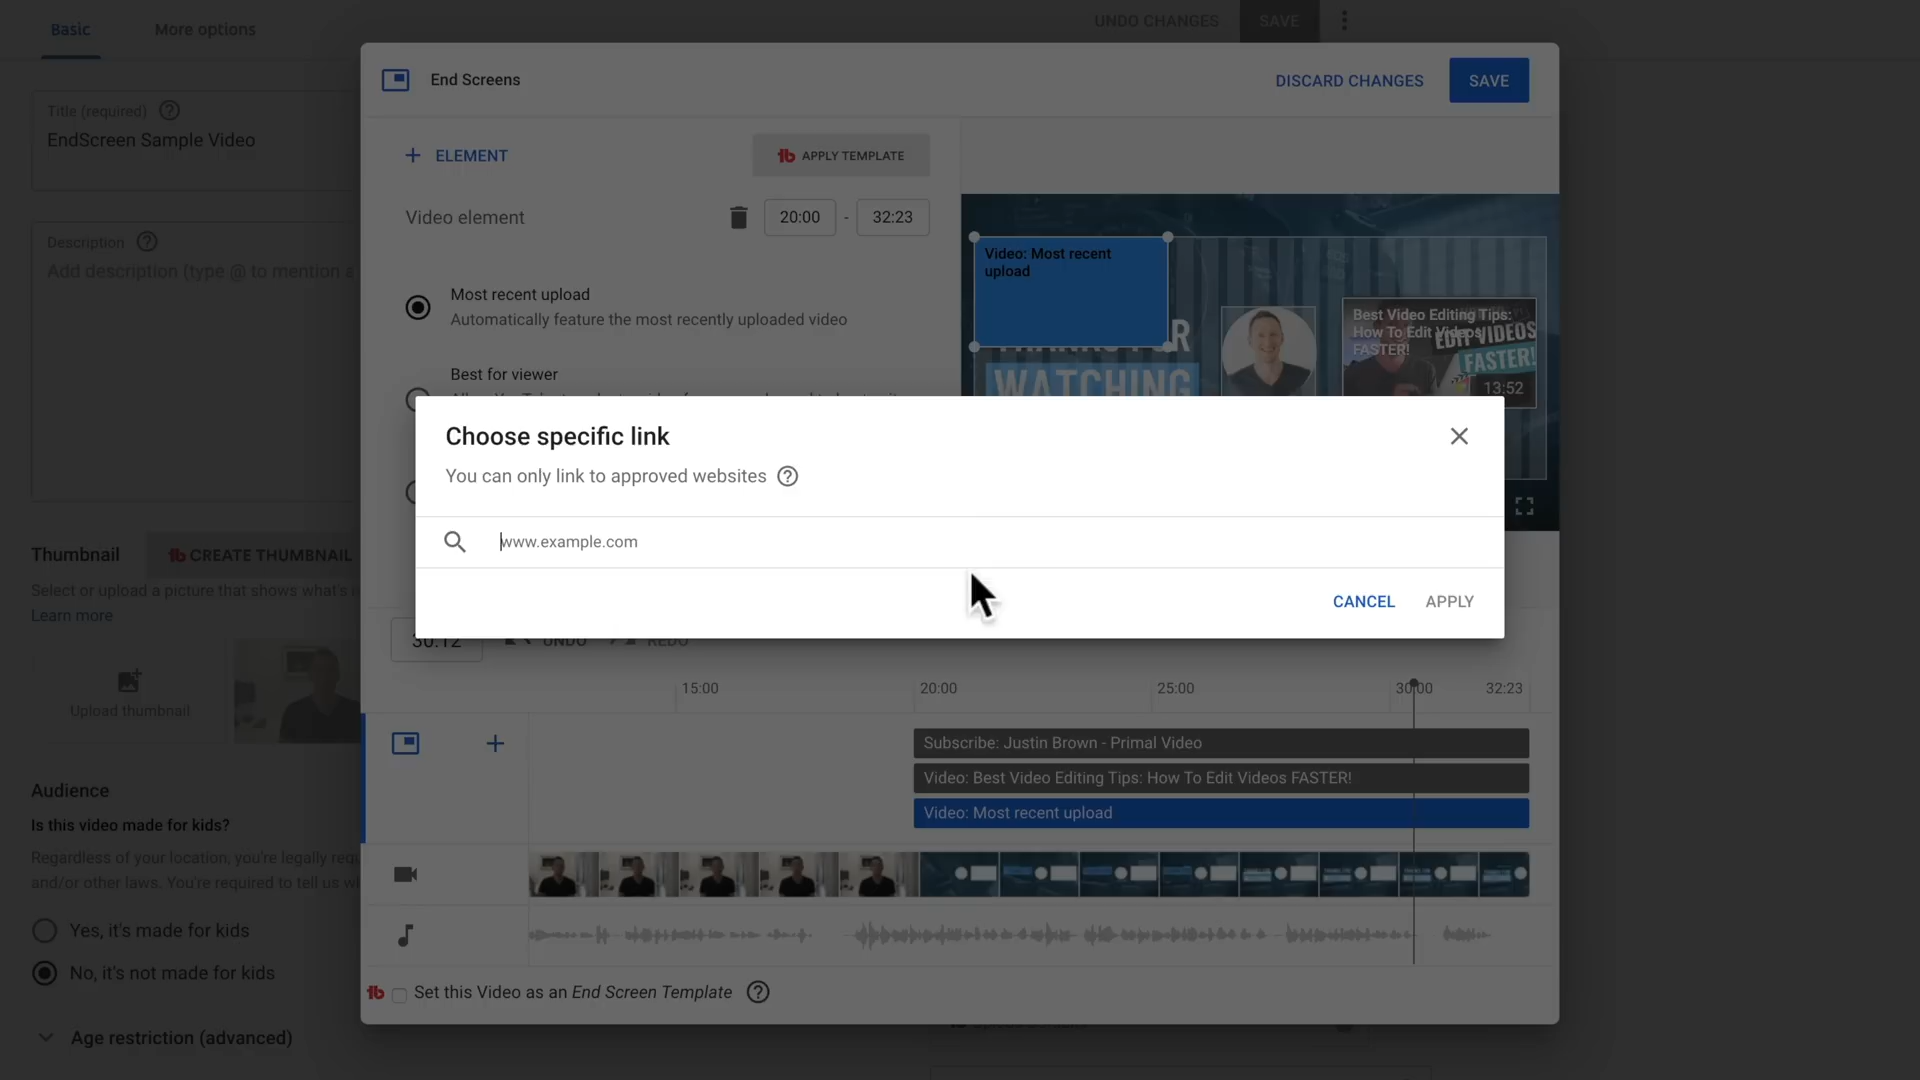 Basic
More options
UNDO CHANGES
SAVE
End Screens
DISCARD CHANGES
SAVE
Title (required)
EndScreen Sample Video
ELEMENT
APPLY TEMPLATE
Video element
20:00
-
32:23
Description
Add description (type @ to mention a
Most recent upload
Automatically feature the most recently uploaded video
Best for viewer
Video: Most recent
upload
WATCHING
Best Video Editing Tips:
How To Edit Videos
FASTER!
EDIT VIDEOS
FASTER!
13:52
Choose specific link
You can only link to approved websites
www.example.com
CANCEL
APPLY
Thumbnail
CREATE THUMBNAIL
Select or upload a picture that shows what's
Learn more
Upload thumbnail
30:12
UNDO
REDO
15:00
20:00
25:00
30:00
32:23
Subscribe: Justin Brown - Primal Video
Video: Best Video Editing Tips: How To Edit Videos FASTER!
Video: Most recent upload
Audience
Is this video made for kids?
Regardless of your location, you're legally
and/or other laws. You're required to tell us
Yes, it's made for kids
No, it's not made for kids
Age restriction (advanced)
Set this Video as an End Screen Template